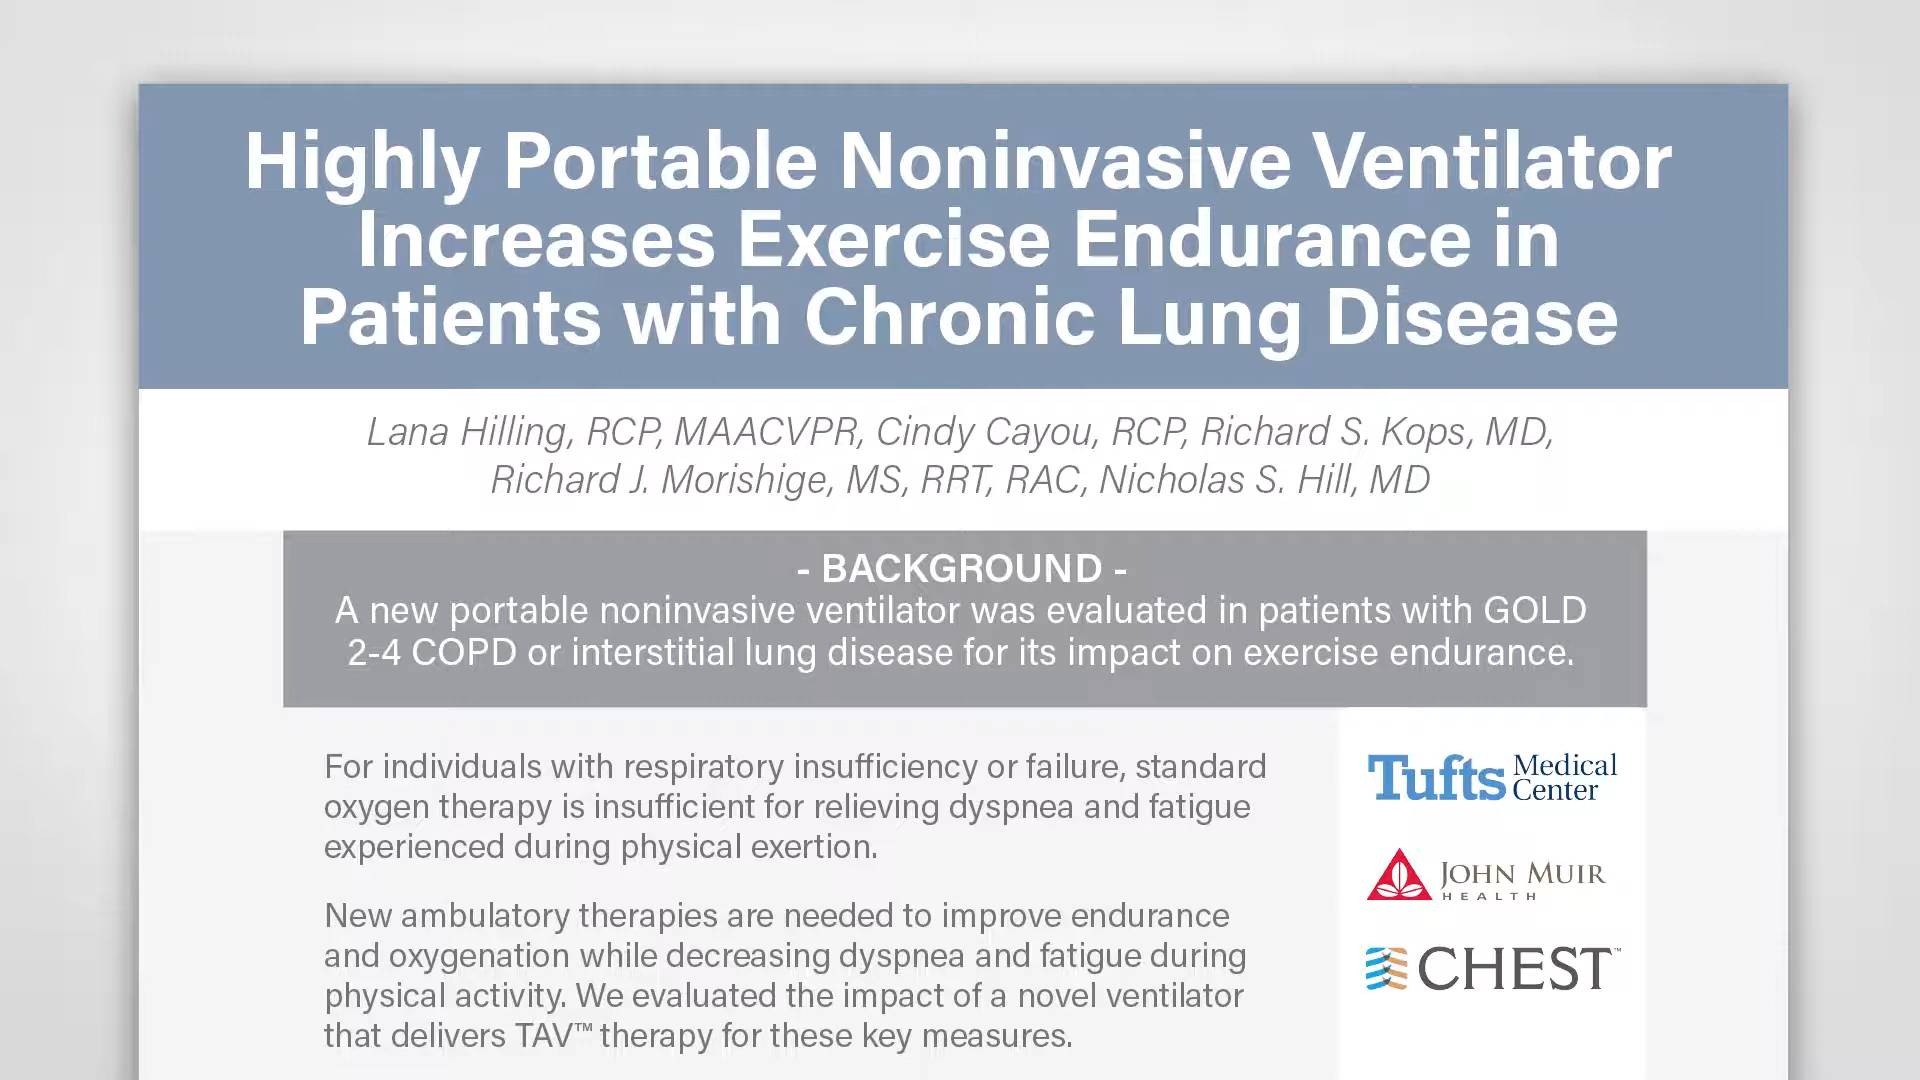 Highly Portable Noninvasive Ventilator
Increases Exercise Endurance in
Patients with Chronic Lung Disease
Lana Hilling, RCP, MAACVPR, Cindy Cayou, RCP, Richard S. Kops, MD,
Richard J. Morishige, MS, RRT, RAC, Nicholas S. Hill, MD
- BACKGROUND -
A new portable noninvasive ventilator was evaluated in patients with GOLD
2-4 COPD or interstitial lung disease for its impact on exercise endurance.
For individuals with respiratory insufficiency or failure, standard
oxygen therapy is insufficient for relieving dyspnea and fatigue
experienced during physical exertion.
New ambulatory therapies are needed to improve endurance
and oxygenation while decreasing dyspnea and fatigue during
physical activity. We evaluated the impact of a novel ventilator
that delivers TAV™ therapy for these key measures.
Tufts Medical
Center
JOHN MUIR
HEALTH
CHEST™